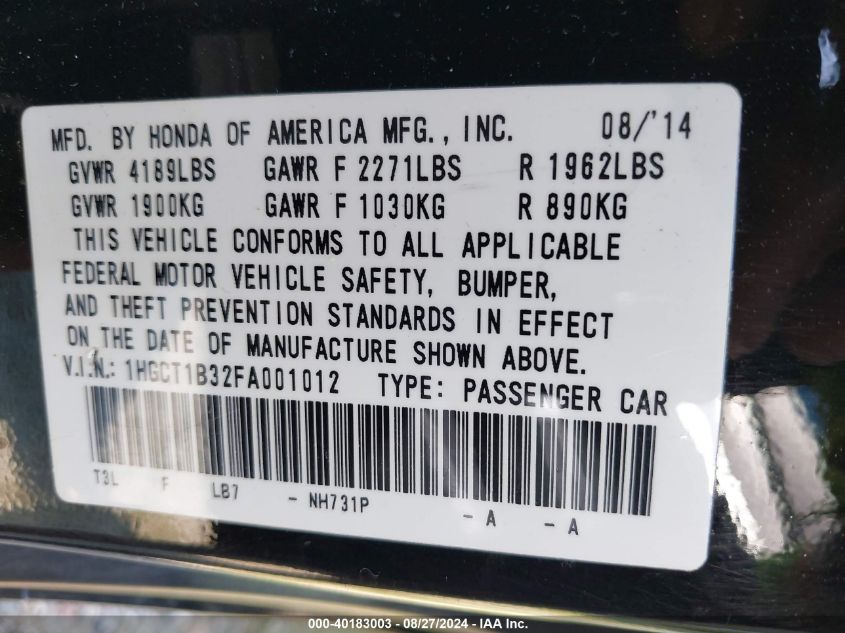 MFD. BY HONDA OF AMERICA MFG., INC. 08/'14
GVWR 4189LBS GAWR F 2271LBS R 1962LBS
GVWR 1900KG GAWR F 1030KG R 890KG
THIS VEHICLE CONFORMS TO ALL APPLICABLE
FEDERAL MOTOR VEHICLE SAFETY, BUMPER,
AND THEFT PREVENTION STANDARDS IN EFFECT
ON THE DATE OF MANUFACTURE SHOWN ABOVE.
V.I.N.: 1HGCT1B32FA001012 TYPE: PASSENGER CAR
T3L F LB7 - NH731P - A - A
000-40183003 - 08/27/2024 - IAA Inc.